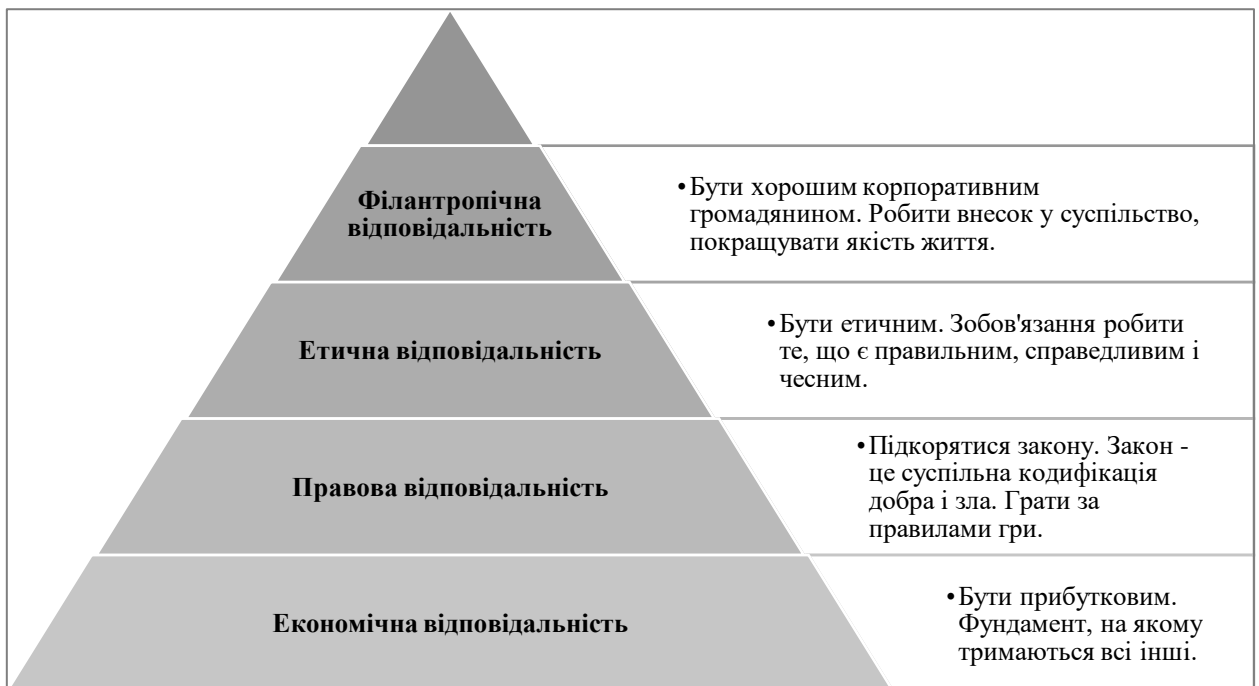 Філантропічна
відповідальність
•Бути хорошим корпоративним
громадянином. Робити внесок у суспільство,
покращувати якість життя.
Етична відповідальність
•Бути етичним. Зобов'язання робити
те, що є правильним, справедливим і
чесним.
Правова відповідальність
•Підкорятися закону. Закон -
це суспільна кодифікація
добра і зла. Грати за
правилами гри.
Економічна відповідальність
•Бути прибутковим.
Фундамент, на якому
тримаються всі інші.